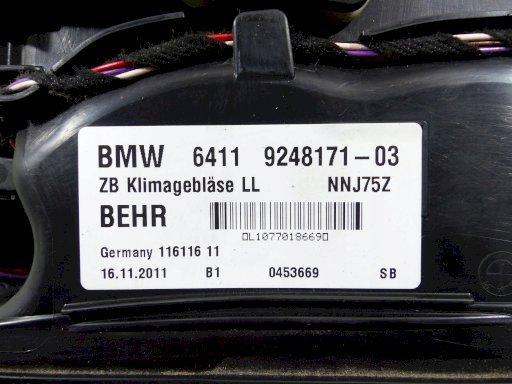 BMW 6411 9248171-03
ZB Klimagebläse LL NNJ75Z
BEHR
▯L1077018669▯
Germany 116116 11
16.11.2011 B1 0453669 SB